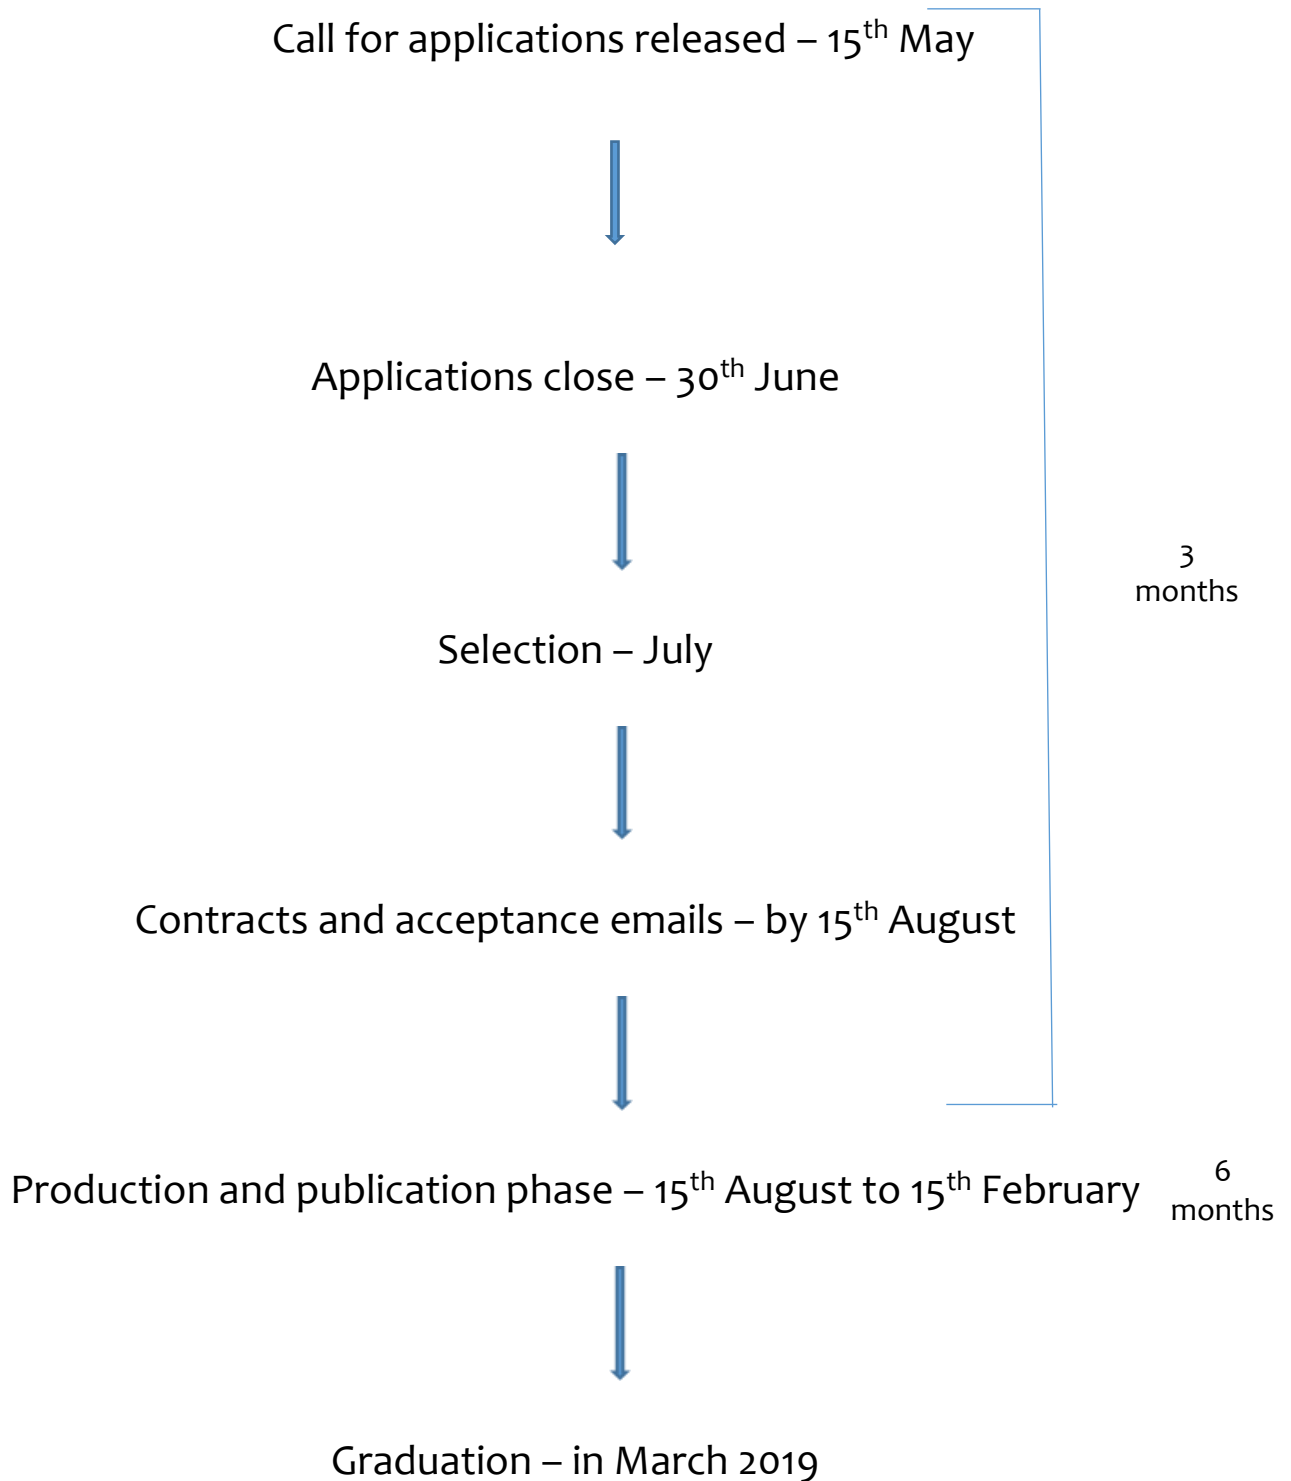 Call for applications released – 15th May
Applications close – 30th June
3
months
Selection – July
Contracts and acceptance emails – by 15th August
Production and publication phase – 15th August to 15th February
6
months
Graduation – in March 2019